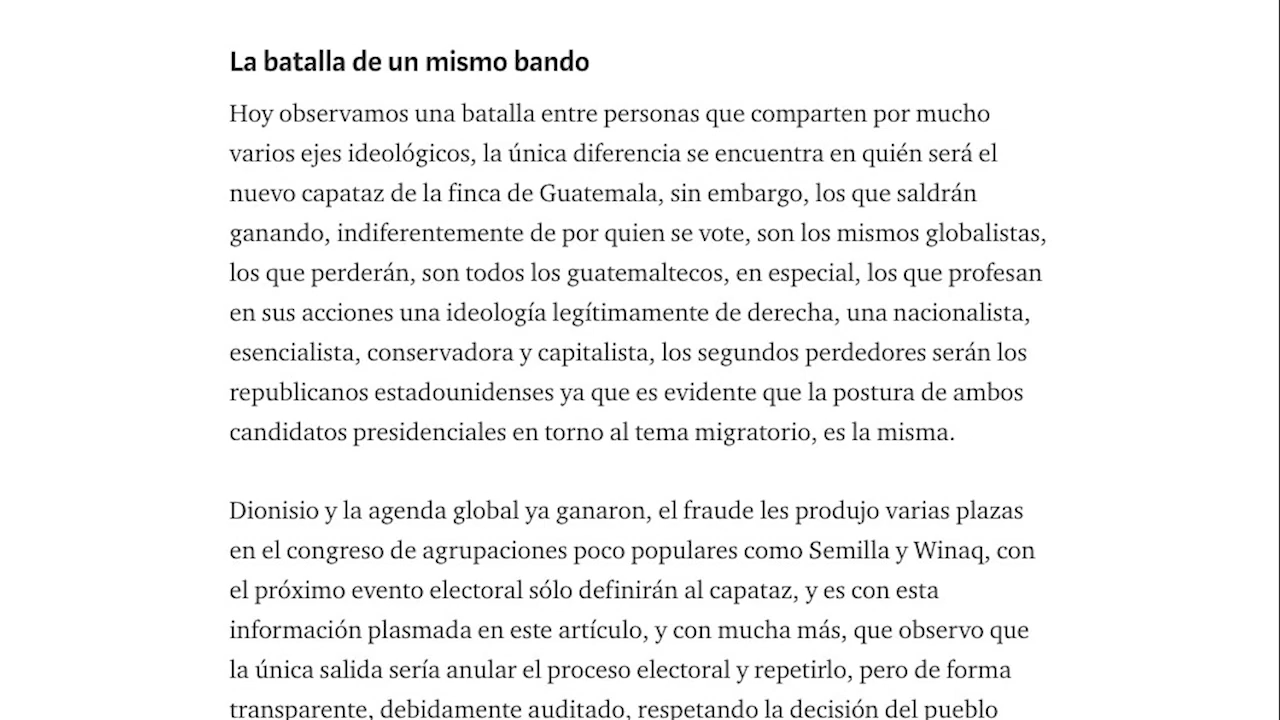 La batalla de un mismo bando
Hoy observamos una batalla entre personas que comparten por mucho
varios ejes ideológicos, la única diferencia se encuentra en quién será el
nuevo capataz de la finca de Guatemala, sin embargo, los que saldrán
ganando, indiferentemente de por quien se vote, son los mismos globalistas,
los que perderán, son todos los guatemaltecos, en especial, los que profesan
en sus acciones una ideología legítimamente de derecha, una nacionalista,
esencialista, conservadora y capitalista, los segundos perdedores serán los
republicanos estadounidenses ya que es evidente que la postura de ambos
candidatos presidenciales en torno al tema migratorio, es la misma.
Dionisio y la agenda global ya ganaron, el fraude les produjo varias plazas
en el congreso de agrupaciones poco populares como Semilla y Winaq, con
el próximo evento electoral sólo definirán al capataz, y es con esta
información plasmada en este artículo, y con mucha más, que observo que
la única salida sería anular el proceso electoral y repetirlo, pero de forma
transparente, debidamente auditado, respetando la decisión del pueblo